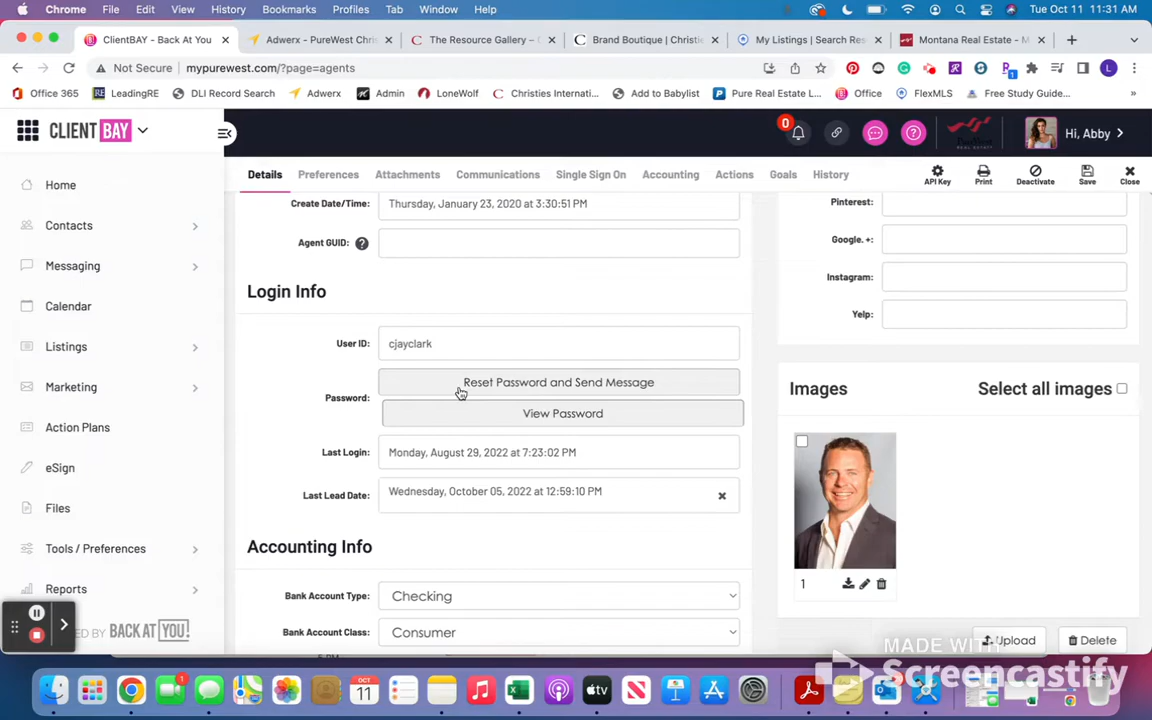 Chrome File Edit View History Bookmarks Profiles Tab Window Help Tue Oct 11 11:31 AM
ClientBAY - Back At You Adwerx - PureWest Chris The Resource Gallery – C Brand Boutique | Christie My Listings | Search Res Montana Real Estate - M
Not Secure mypurewest.com/?page=agents
Office 365 LeadingRE DLI Record Search Adwerx Admin LoneWolf Christies Internati... Add to Babylist Pure Real Estate L... Office FlexMLS Free Study Guide...
CLIENT BAY
0
Hi, Abby
Details Preferences Attachments Communications Single Sign On Accounting Actions Goals History
API Key Print Deactivate Save Close
Home
Contacts
Messaging
Calendar
Listings
Marketing
Action Plans
eSign
Files
Tools / Preferences
Reports
BACK AT YOU!
Create Date/Time: Thursday, January 23, 2020 at 3:30:51 PM
Agent GUID:
Login Info
User ID: cjayclark
Password: Reset Password and Send Message
View Password
Last Login: Monday, August 29, 2022 at 7:23:02 PM
Last Lead Date: Wednesday, October 05, 2022 at 12:59:10 PM
Accounting Info
Bank Account Type: Checking
Bank Account Class: Consumer
Pinterest:
Google. +:
Instagram:
Yelp:
Images Select all images
1
Upload Delete
MADE WITH
Screencastify
OCT
11